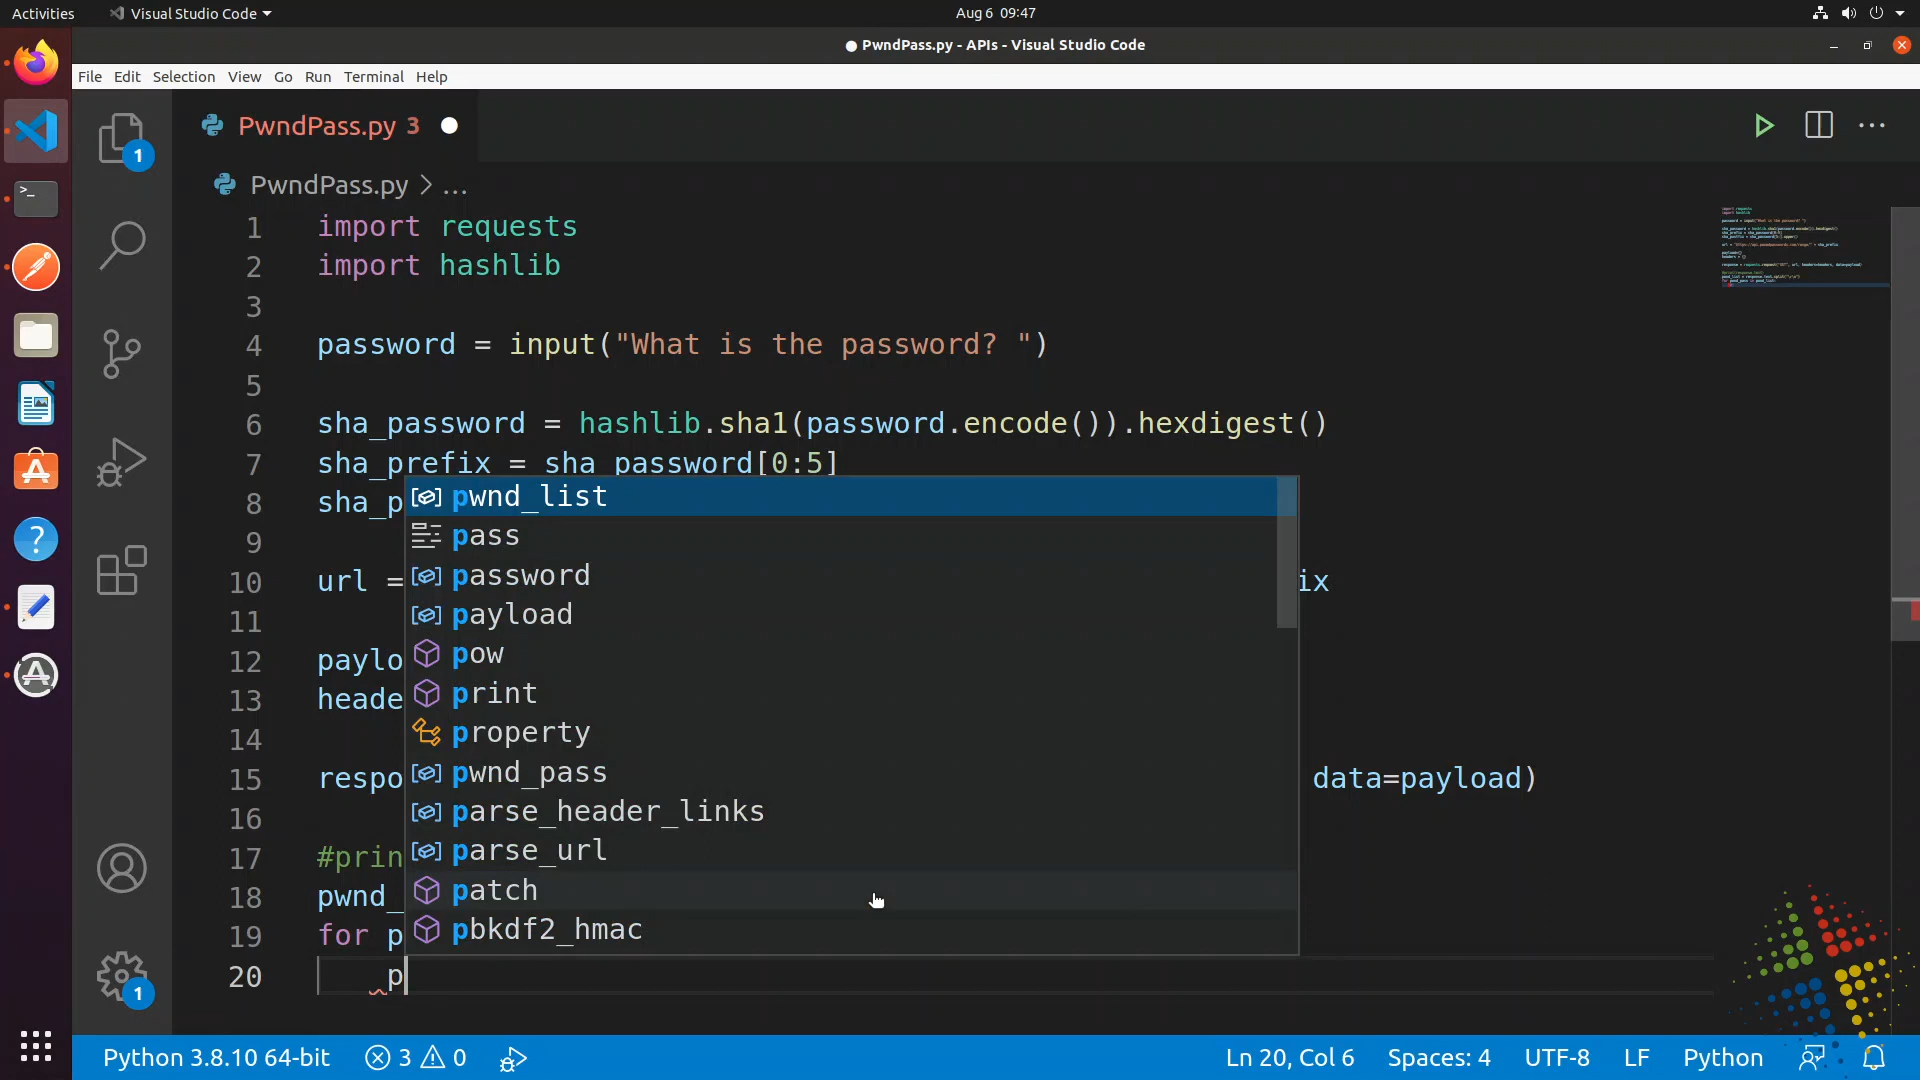 Activities Visual Studio Code Aug 6 09:47
● PwndPass.py - APIs - Visual Studio Code
File Edit Selection View Go Run Terminal Help
PwndPass.py 3
1
PwndPass.py > ...
1 import requests
2 import hashlib
3
4 password = input("What is the password? ")
5
6 sha_password = hashlib.sha1(password.encode()).hexdigest()
7 sha_prefix = sha_password[0:5]
8 sha_p
pwnd_list
pass
9
password
10 url = ix
payload
11
pow
12 paylo
print
13 heade
property
14
pwnd_pass
15 respo data=payload)
parse_header_links
16
parse_url
17 #prin
patch
18 pwnd_
pbkdf2_hmac
19 for p
20 p
1
Python 3.8.10 64-bit 3 0 Ln 20, Col 6 Spaces: 4 UTF-8 LF Python